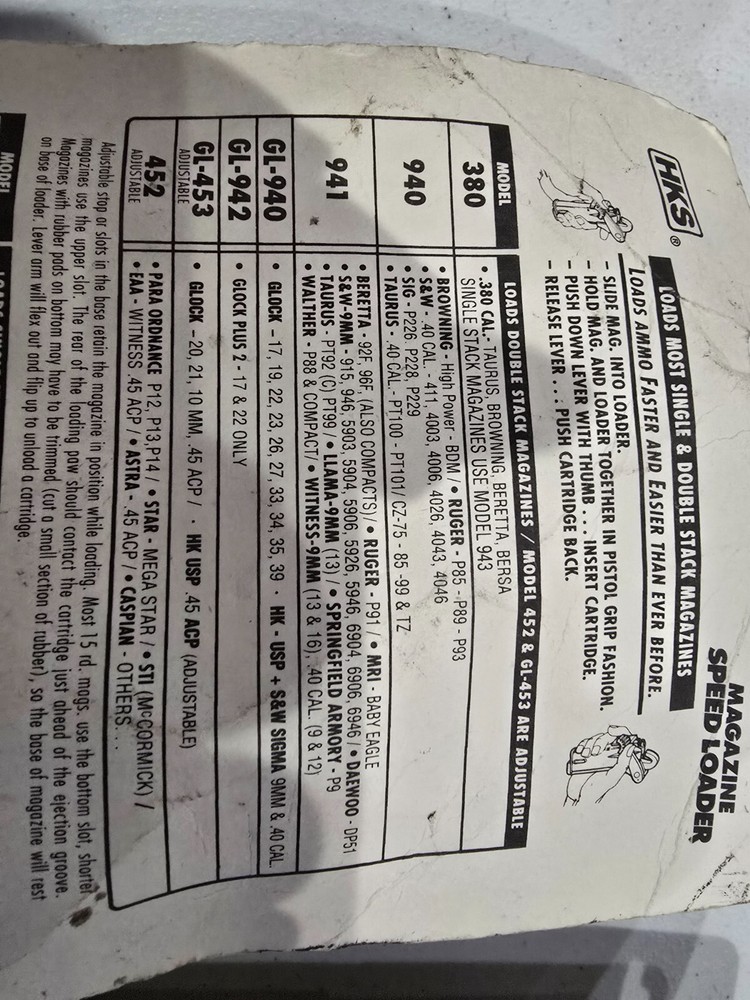 HKS®
MAGAZINE
SPEED LOADER
LOADS MOST SINGLE & DOUBLE STACK MAGAZINES
LOADS AMMO FASTER AND EASIER THAN EVER BEFORE.
– SLIDE MAG. INTO LOADER.
– HOLD MAG. AND LOADER TOGETHER IN PISTOL GRIP FASHION.
– PUSH DOWN LEVER WITH THUMB . . . INSERT CARTRIDGE.
– RELEASE LEVER . . . PUSH CARTRIDGE BACK.
MODEL LOADS DOUBLE STACK MAGAZINES / MODEL 452 & GL-453 ARE ADJUSTABLE
380
• .380 CAL.- TAURUS, BROWNING, BERETTA, BERSA
SINGLE STACK MAGAZINES USE MODEL 943
940
• BROWNING - High Power - BDM / • RUGER - P85 - P89 - P93
• S&W - .40 CAL. - 411, 4003, 4006, 4026, 4043, 4046
• SIG - P226 P228, P229
• TAURUS - .40 CAL. - PT100 - PT101/ CZ-75 - 85 -99 & TZ
941
• BERETTA - 92F, 96F, (ALSO COMPACTS)/ • RUGER - P91 / • MRI - BABY EAGLE
• S&W-9MM - 915, 946, 5903, 5904, 5906, 5926, 5946, 6904, 6906, 6946 / • DAEWOO - DP51
• TAURUS - PT92 (C) PT99 / • LLAMA-9MM (13)/ • SPRINGFIELD ARMORY - P9
• WALTHER - P88 & COMPACT/ • WITNESS-9MM (13 & 16), .40 CAL. (9 & 12)
GL-940 • GLOCK – 17, 19, 22, 23, 26, 27, 33, 34, 35, 39 · HK - USP + S&W SIGMA 9MM & .40 CAL.
GL-942 • GLOCK PLUS 2 - 17 & 22 ONLY
GL-453 • GLOCK – 20, 21, 10 MM, .45 ACP / · HK USP .45 ACP (ADJUSTABLE)
ADJUSTABLE
452 • PARA ORDNANCE P12, P13,P14 / • STAR - MEGA STAR / • STI (McCORMICK) /
ADJUSTABLE • EAA - WITNESS .45 ACP / • ASTRA - .45 ACP / • CASPIAN - OTHERS . . .
Adjustable stop or slots in the base retain the magazine in position while loading. Most 15 rd. mags. use the bottom slot, shorter
magazines use the upper slot. The rear of the loading paw should contact the cartridge just ahead of the ejection groove.
Magazines with rubber pads on bottom may have to be trimmed (cut a small section of rubber), so the base of magazine will rest
on base of loader. Lever arm will flex out and flip up to unload a cartridge.
MODEL